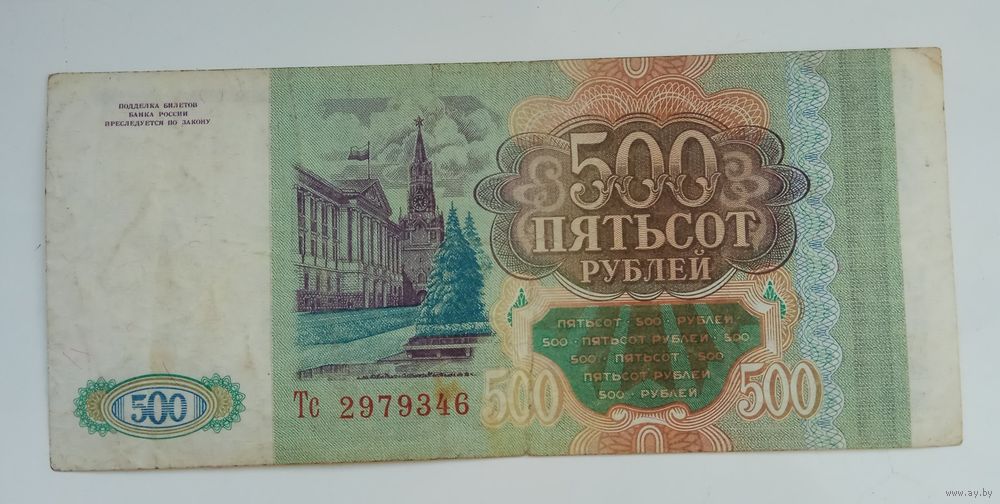 ПОДДЕЛКА БИЛЕТОВ
БАНКА РОССИИ
ПРЕСЛЕДУЕТСЯ ПО ЗАКОНУ
500
ПЯТЬСОТ
РУБЛЕЙ
ПЯТЬСОТ · 500 · РУБЛЕЙ
500 · ПЯТЬСОТ РУБЛЕЙ · 500
500 · ПЯТЬСОТ · 500
ПЯТЬСОТ РУБЛЕЙ
500 · РУБЛЕЙ
500
Тс 2979346
500
500
www.ay.by